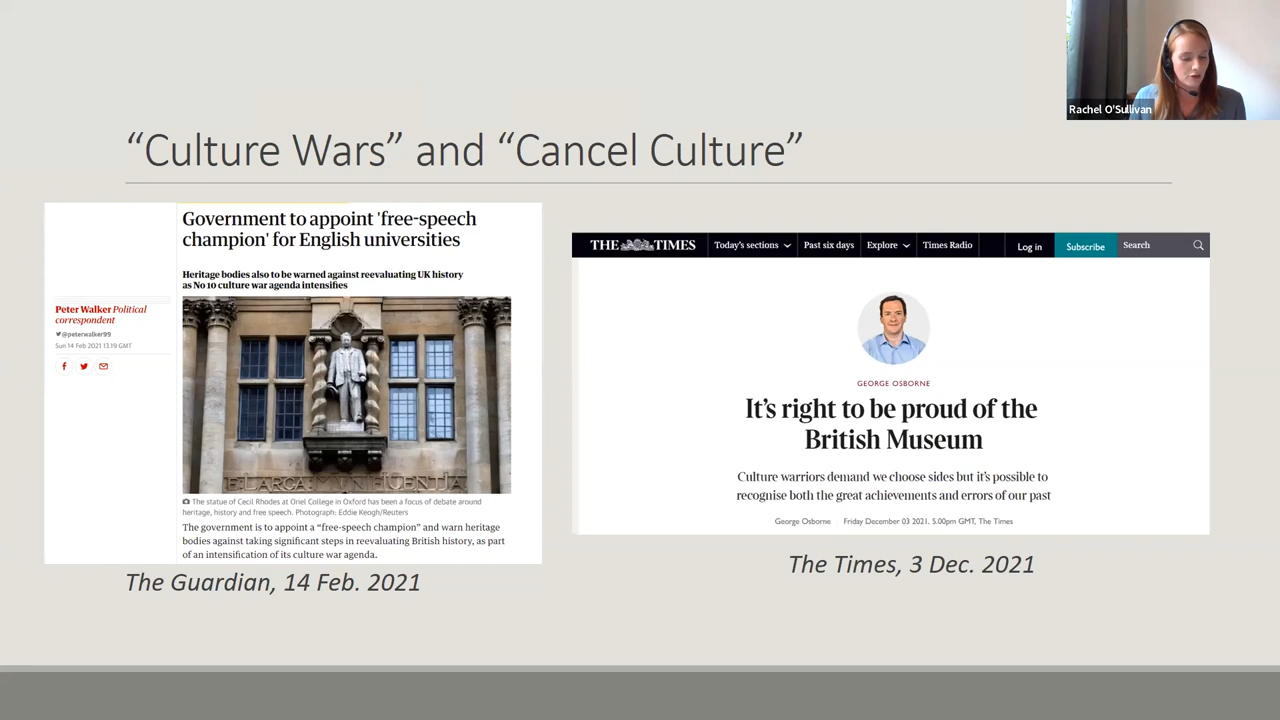 Rachel O'Sullivan
“Culture Wars” and “Cancel Culture”
Government to appoint 'free-speech
champion' for English universities
Heritage bodies also to be warned against reevaluating UK history
as No 10 culture war agenda intensifies
Peter Walker Political
correspondent
@peterwalker99
Sun 14 Feb 2021 13.19 GMT
The statue of Cecil Rhodes at Oriel College in Oxford has been a focus of debate around
heritage, history and free speech. Photograph: Eddie Keogh/Reuters
The government is to appoint a “free-speech champion” and warn heritage
bodies against taking significant steps in reevaluating British history, as part
of an intensification of its culture war agenda.
The Guardian, 14 Feb. 2021
THE TIMES Today's sections Past six days Explore Times Radio Log in Subscribe Search
GEORGE OSBORNE
It's right to be proud of the
British Museum
Culture warriors demand we choose sides but it's possible to
recognise both the great achievements and errors of our past
George Osborne Friday December 03 2021, 5.00pm GMT, The Times
The Times, 3 Dec. 2021